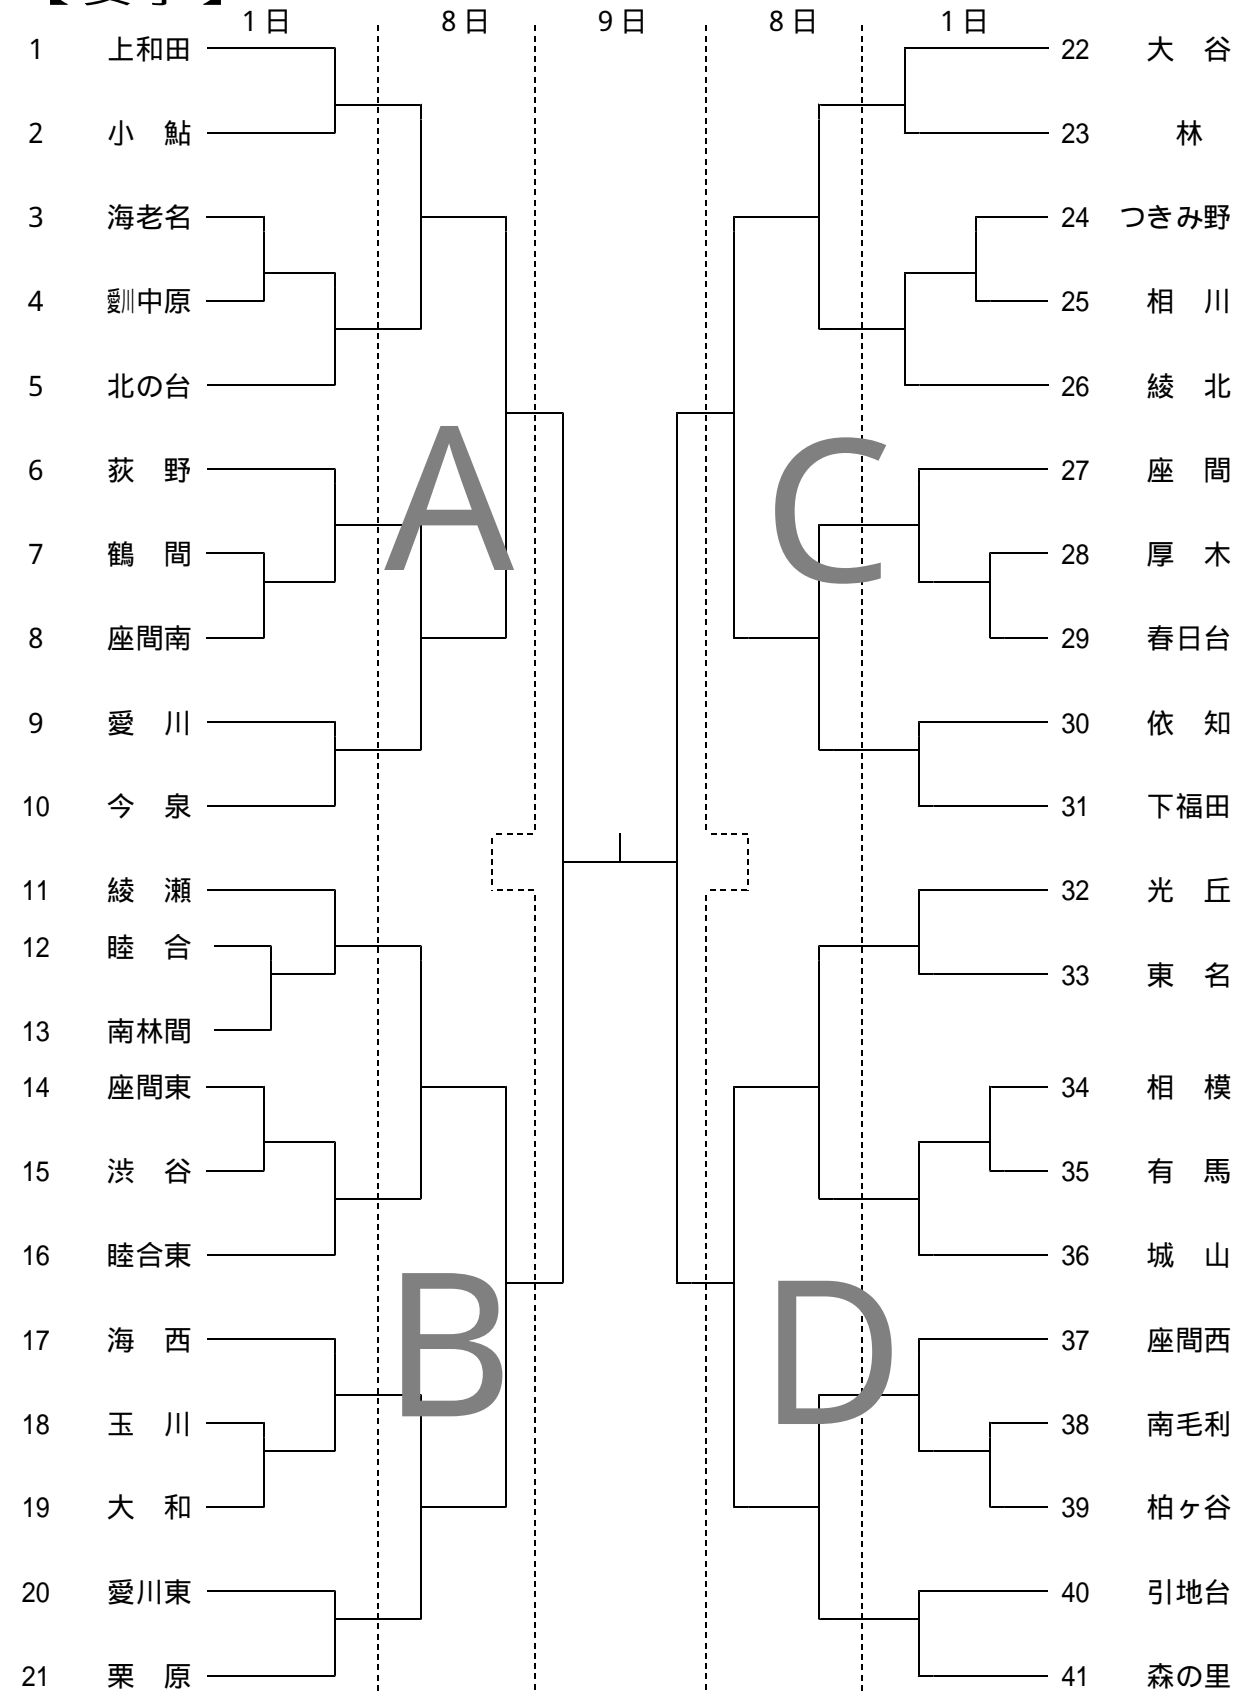 1日 8日 9日 8日 1日
1 上和田
2 小 鮎
3 海老名
4 愛川中原
5 北の台
6 荻 野
7 鶴 間
8 座間南
9 愛 川
10 今 泉
11 綾 瀬
12 睦 合
13 南林間
14 座間東
15 渋 谷
16 睦合東
17 海 西
18 玉 川
19 大 和
20 愛川東
21 栗 原
A
B
C
D
22 大 谷
23 林
24 つきみ野
25 相 川
26 綾 北
27 座 間
28 厚 木
29 春日台
30 依 知
31 下福田
32 光 丘
33 東 名
34 相 模
35 有 馬
36 城 山
37 座間西
38 南毛利
39 柏ヶ谷
40 引地台
41 森の里